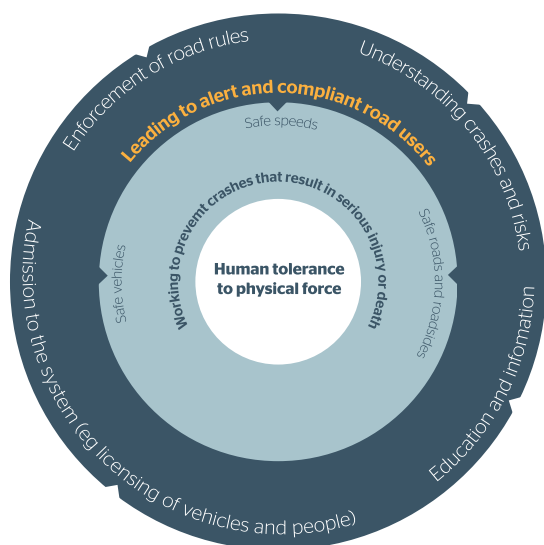 Enforcement of road rules
Understanding crashes and risks
Leading to alert and compliant road users
Safe speeds
Working to prevemt crashes that result in serious injury or death
Safe vehicles
Safe roads and roadsides
Human tolerance
to physical force
Admission to the system (eg licensing of vehicles and people)
Education and infomation